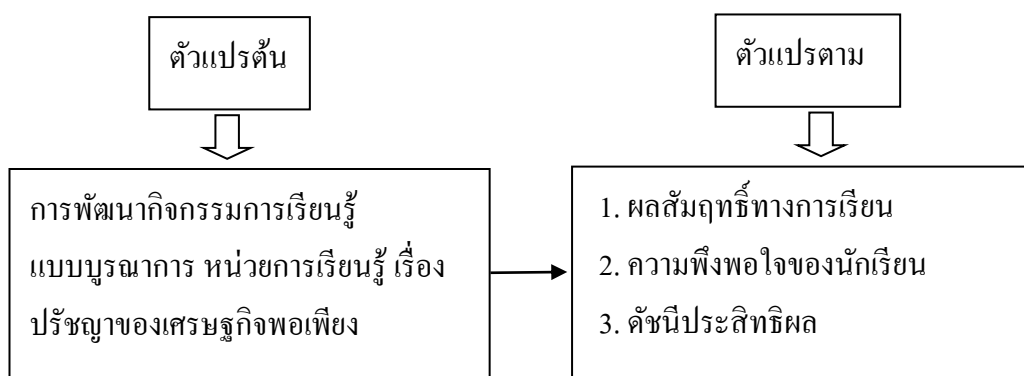 ตัวแปรต้น
ตัวแปรตาม
การพัฒนากิจกรรมการเรียนรู้
แบบบูรณาการ หน่วยการเรียนรู้ เรื่อง
ปรัชญาของเศรษฐกิจพอเพียง
1. ผลสัมฤทธิ์ทางการเรียน
2. ความพึงพอใจของนักเรียน
3. ดัชนีประสิทธิผล